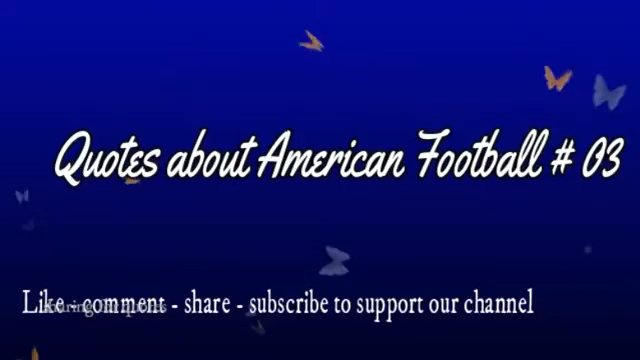 Quotes about American Football # 03
Like - comment - share - subscribe to support our channel